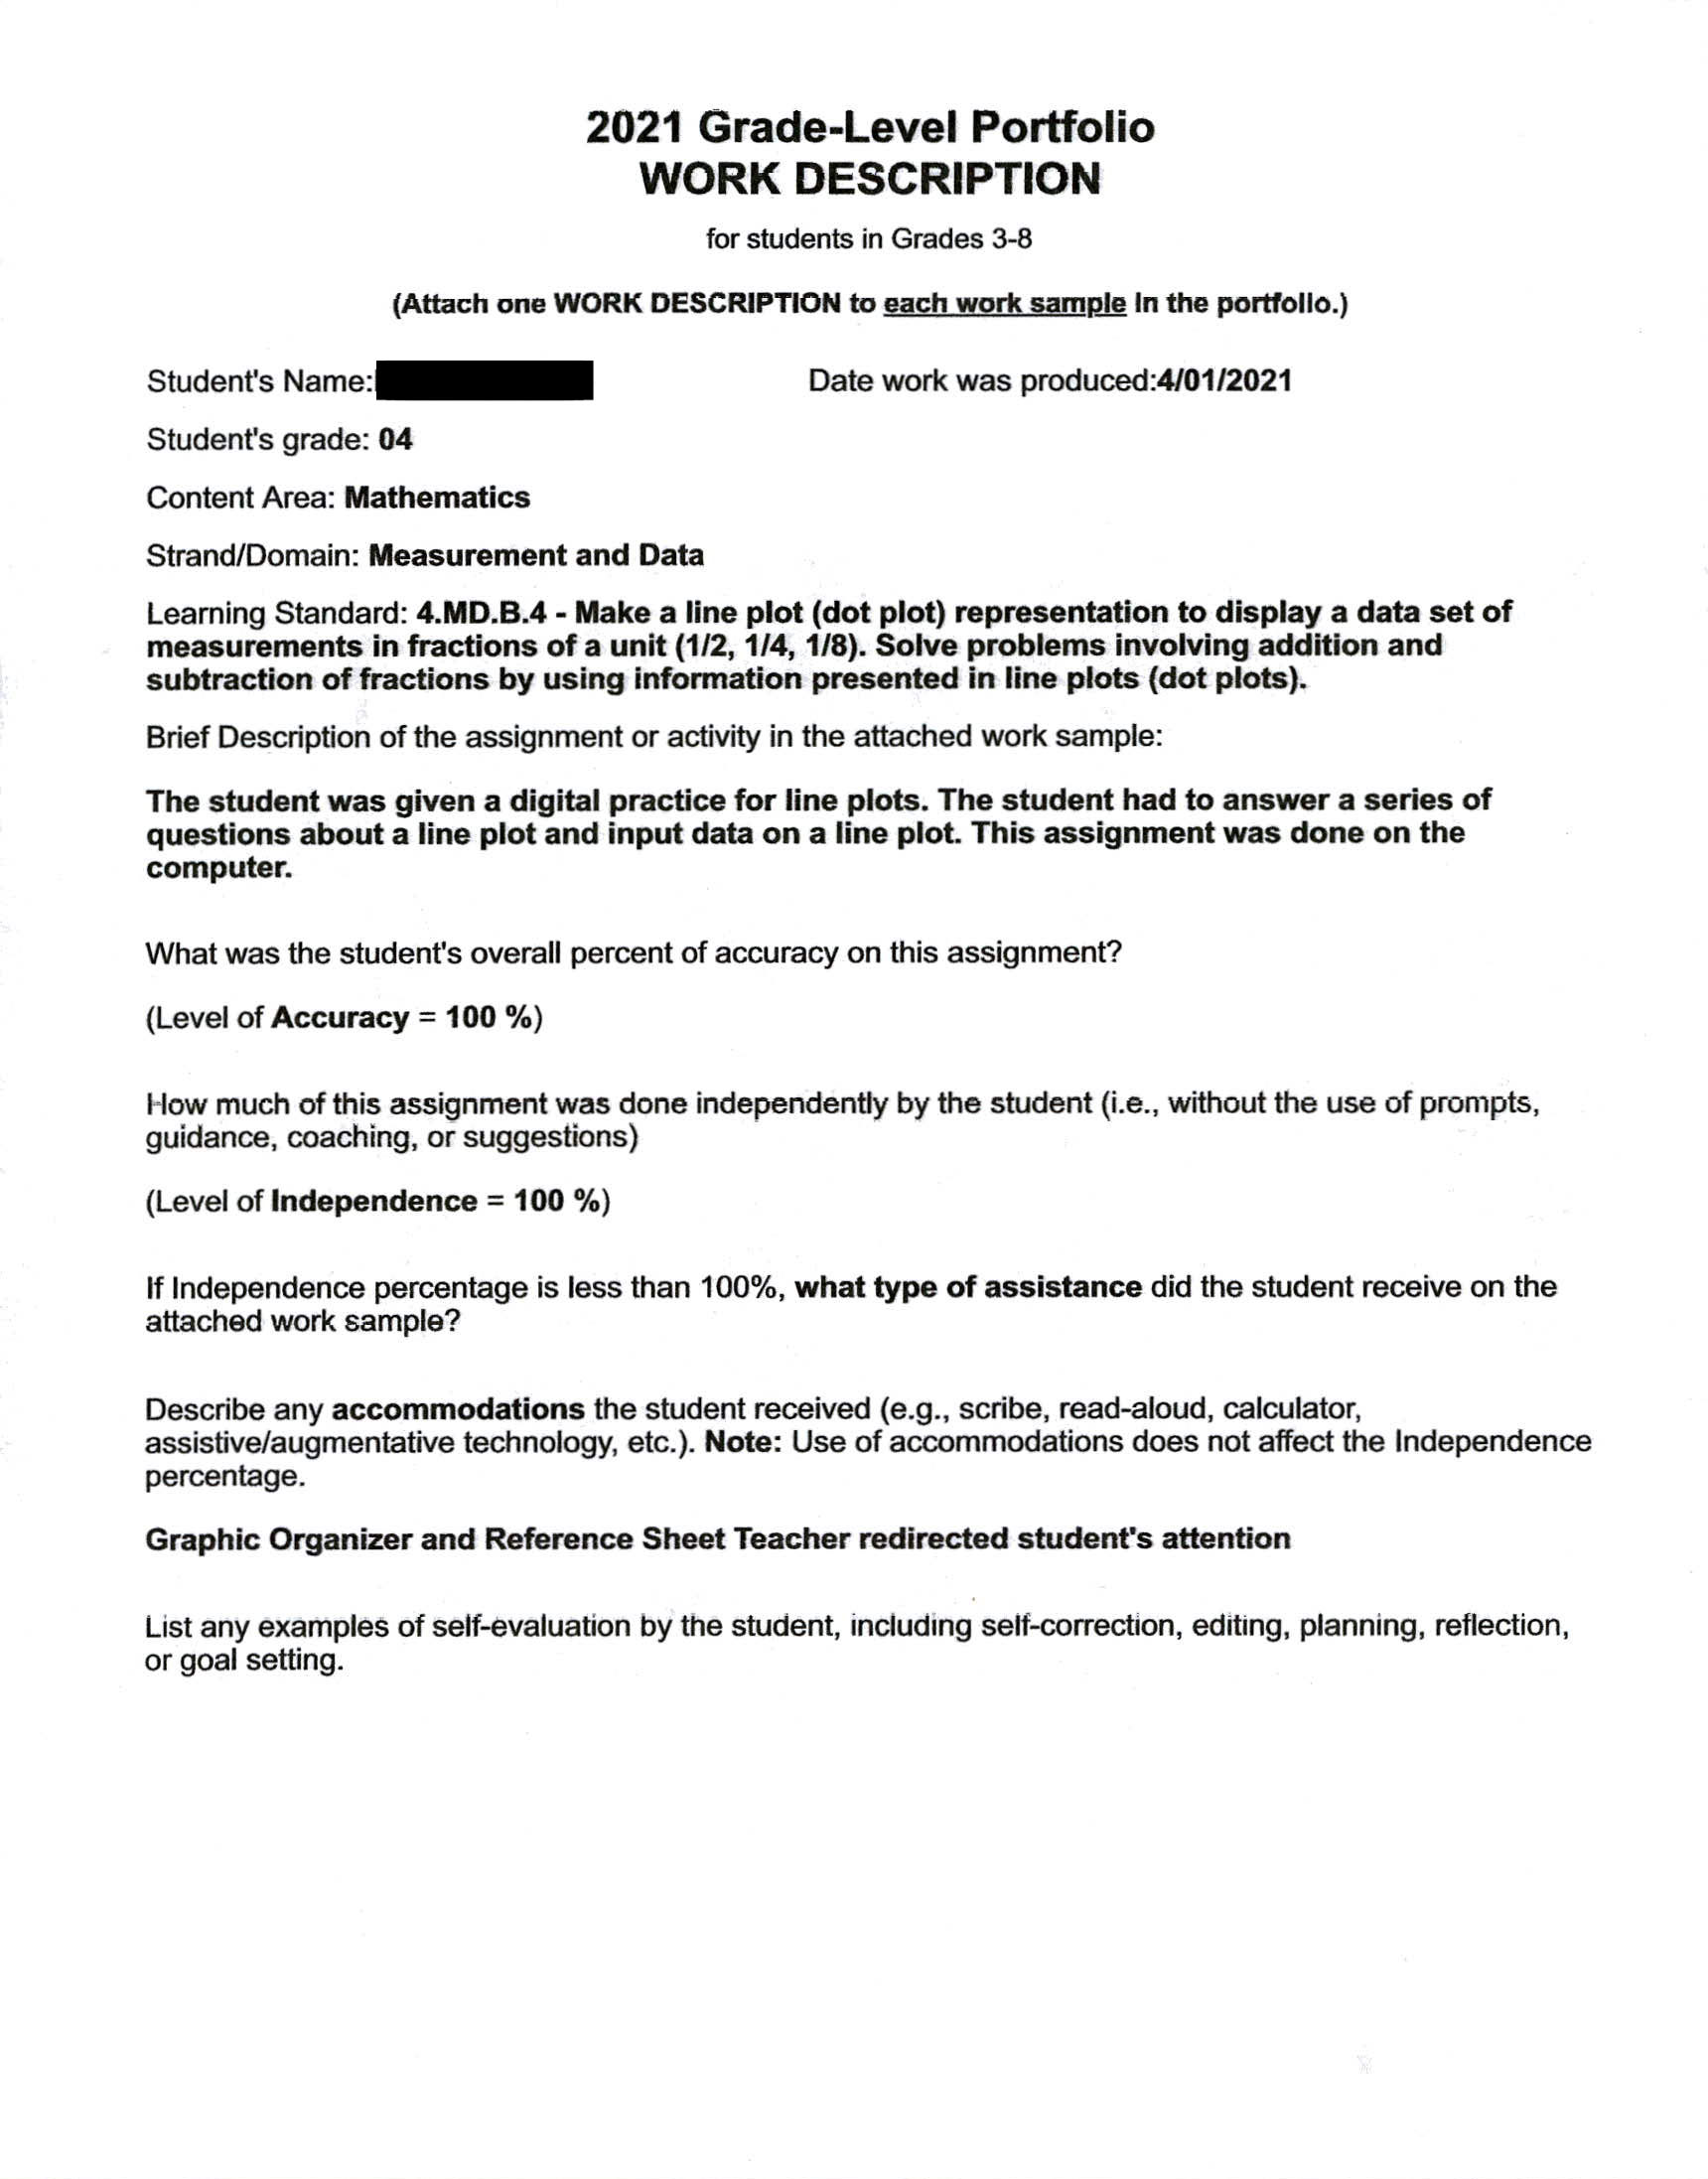 2021 Grade-Level Portfolio
WORK DESCRIPTION
for students in Grades 3-8
(Attach one WORK DESCRIPTION to each work sample in the portfolio.)
Student's Name: Date work was produced:4/01/2021
Student's grade: 04
Content Area: Mathematics
Strand/Domain: Measurement and Data
Learning Standard: 4.MD.B.4 - Make a line plot (dot plot) representation to display a data set of
measurements in fractions of a unit (1/2, 1/4, 1/8). Solve problems involving addition and
subtraction of fractions by using information presented in line plots (dot plots).
Brief Description of the assignment or activity in the attached work sample:
The student was given a digital practice for line plots. The student had to answer a series of
questions about a line plot and input data on a line plot. This assignment was done on the
computer.
What was the student's overall percent of accuracy on this assignment?
(Level of Accuracy = 100 %)
How much of this assignment was done independently by the student (i.e., without the use of prompts,
guidance, coaching, or suggestions)
(Level of Independence = 100 %)
If Independence percentage is less than 100%, what type of assistance did the student receive on the
attached work sample?
Describe any accommodations the student received (e.g., scribe, read-aloud, calculator,
assistive/augmentative technology, etc.). Note: Use of accommodations does not affect the Independence
percentage.
Graphic Organizer and Reference Sheet Teacher redirected student's attention
List any examples of self-evaluation by the student, including self-correction, editing, planning, reflection,
or goal setting.